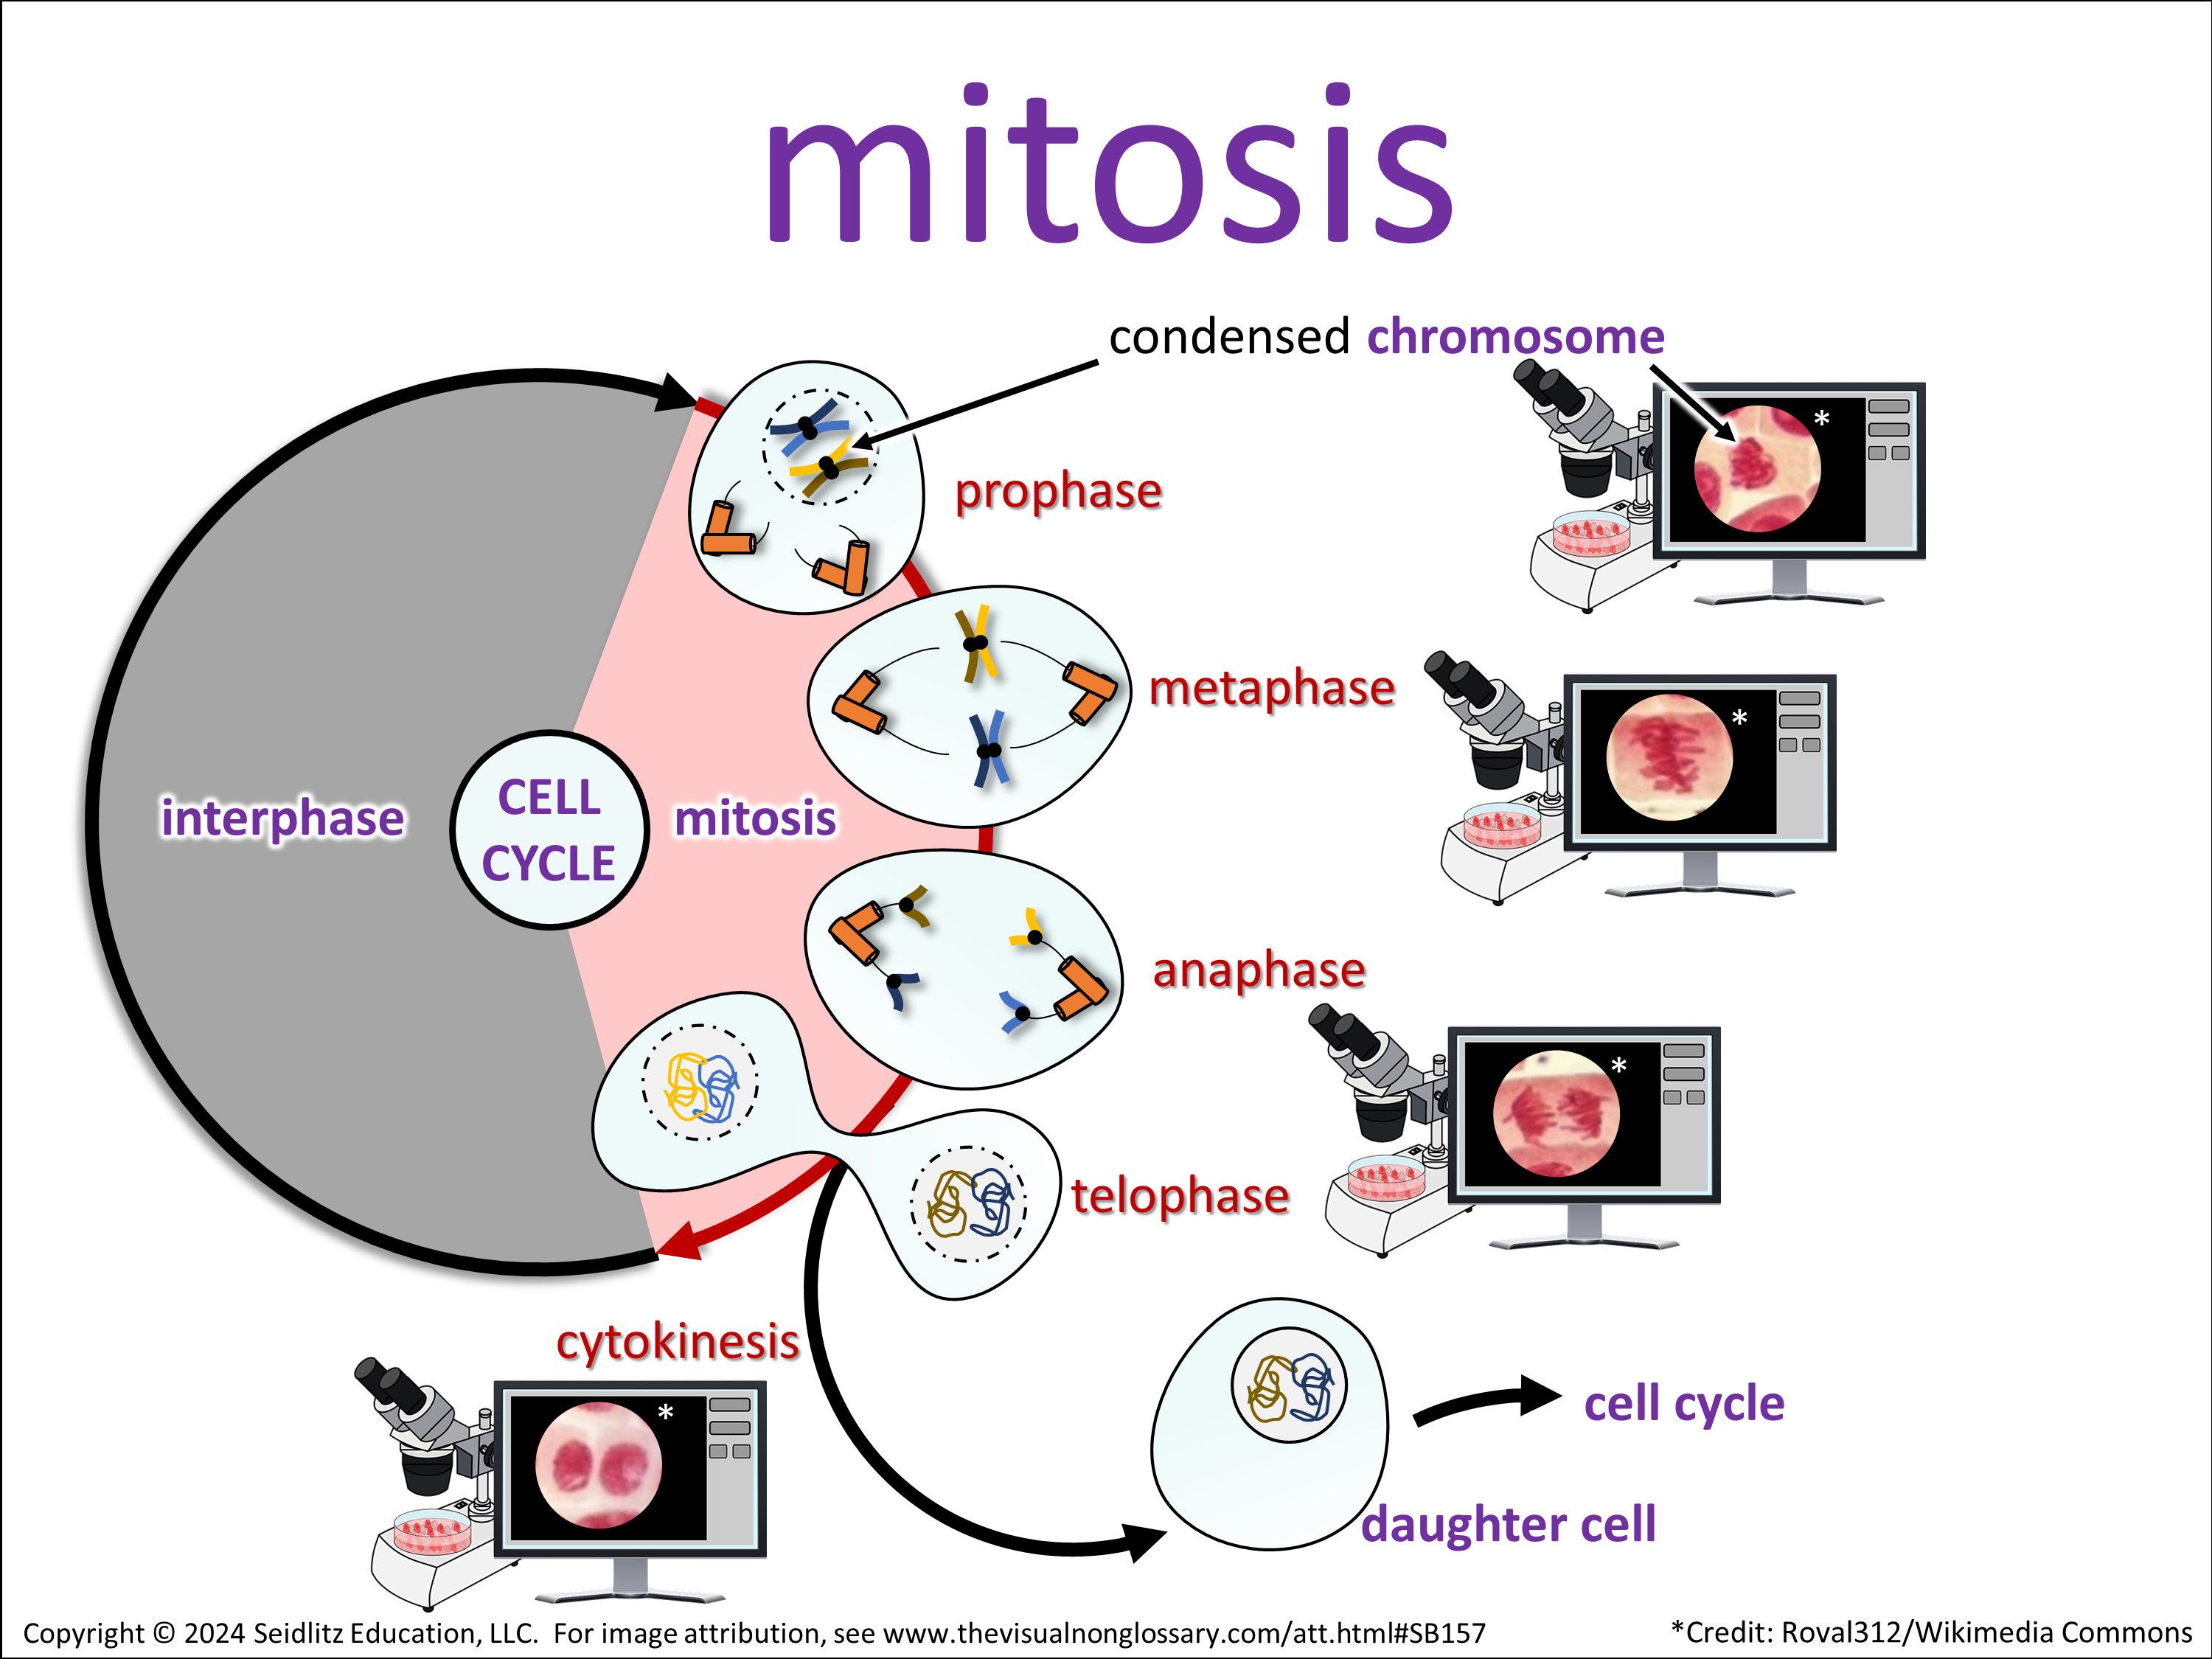 mitosis
condensed chromosome
prophase
metaphase
interphase
CELL
CYCLE
mitosis
anaphase
telophase
cytokinesis
cell cycle
daughter cell
*
*
*
*
Copyright © 2024 Seidlitz Education, LLC.  For image attribution, see www.thevisualnonglossary.com/att.html#SB157
*Credit: Roval312/Wikimedia Commons